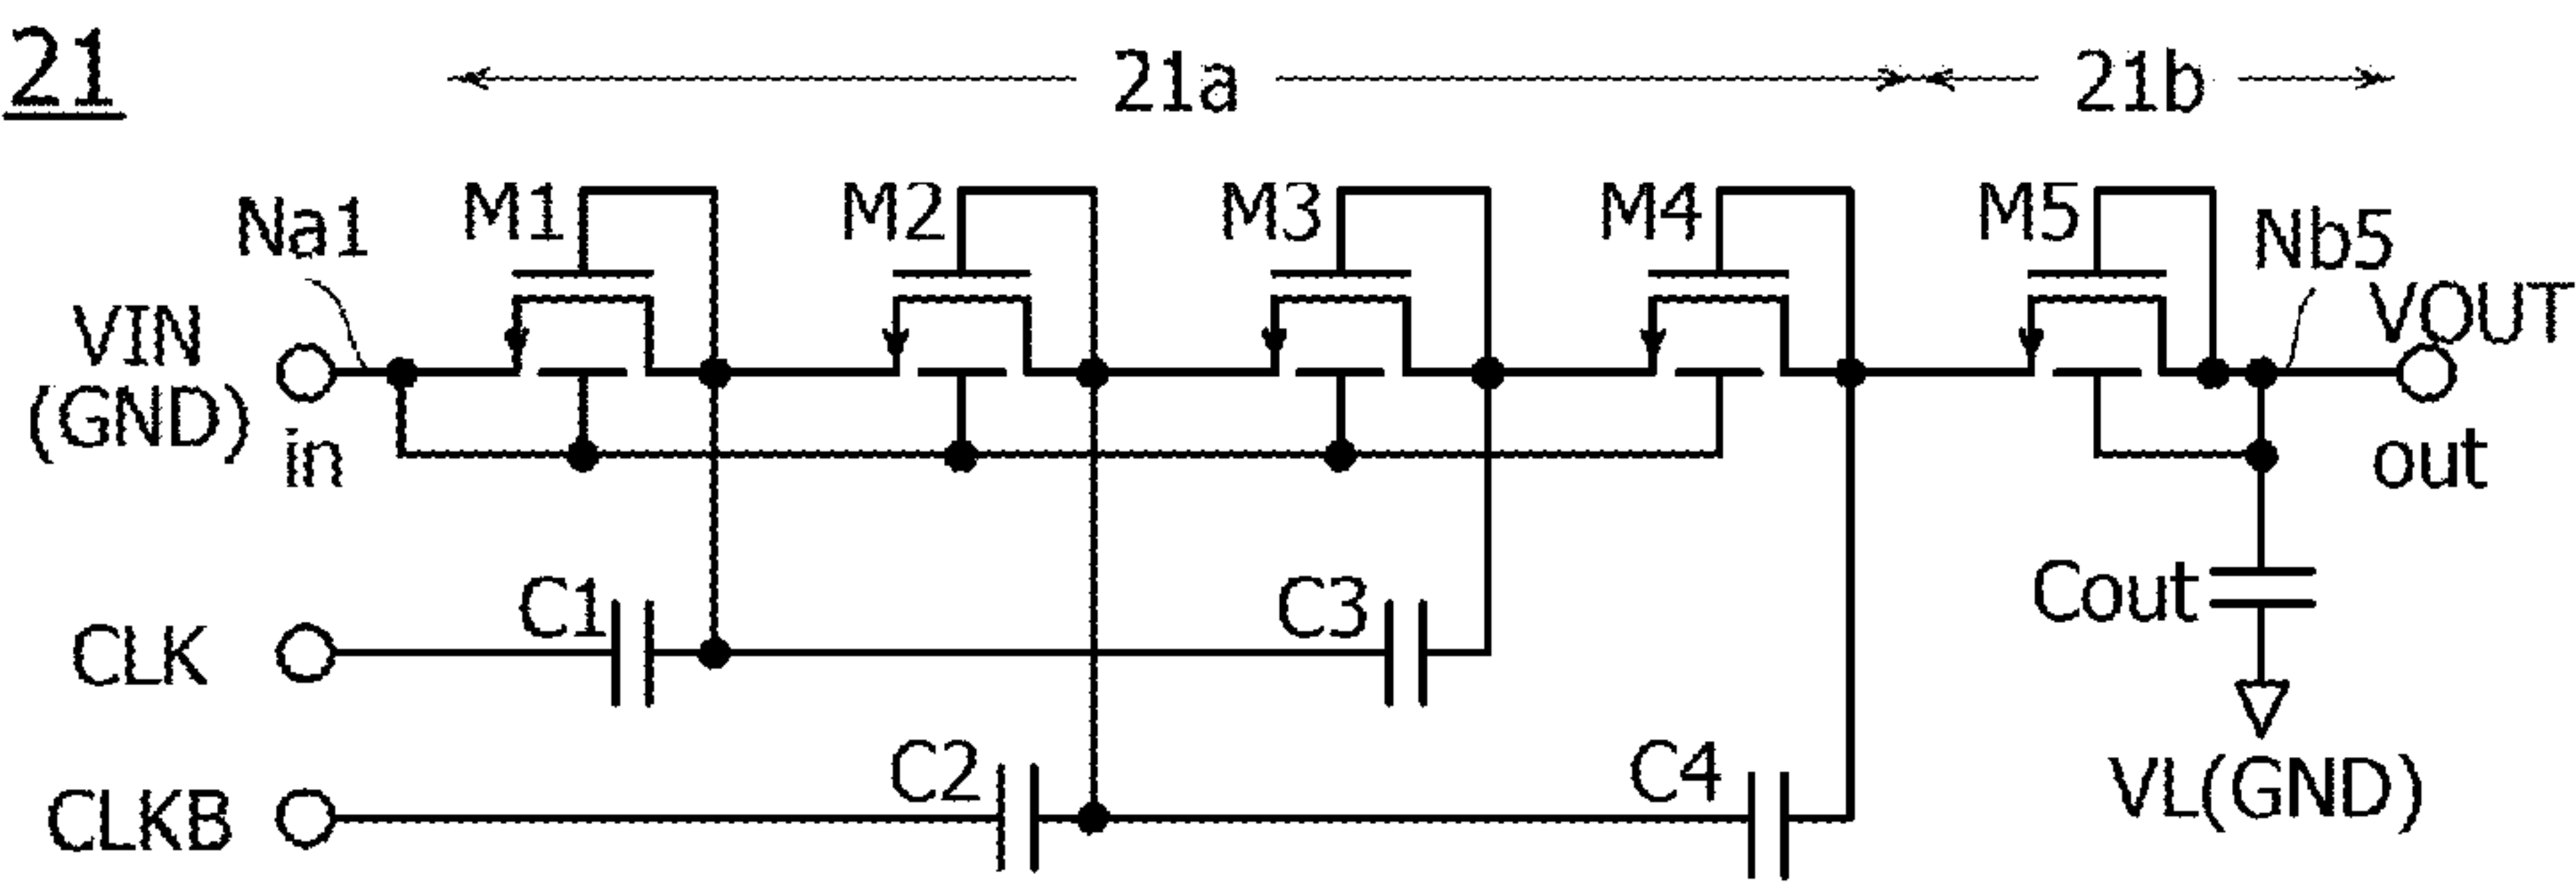 21
21a
21b
M1
M2
M3
M4
M5
Na1
Nb5
VIN
(GND)
in
VOUT
out
C1
C3
Cout
CLK
C2
C4
VL(GND)
CLKB